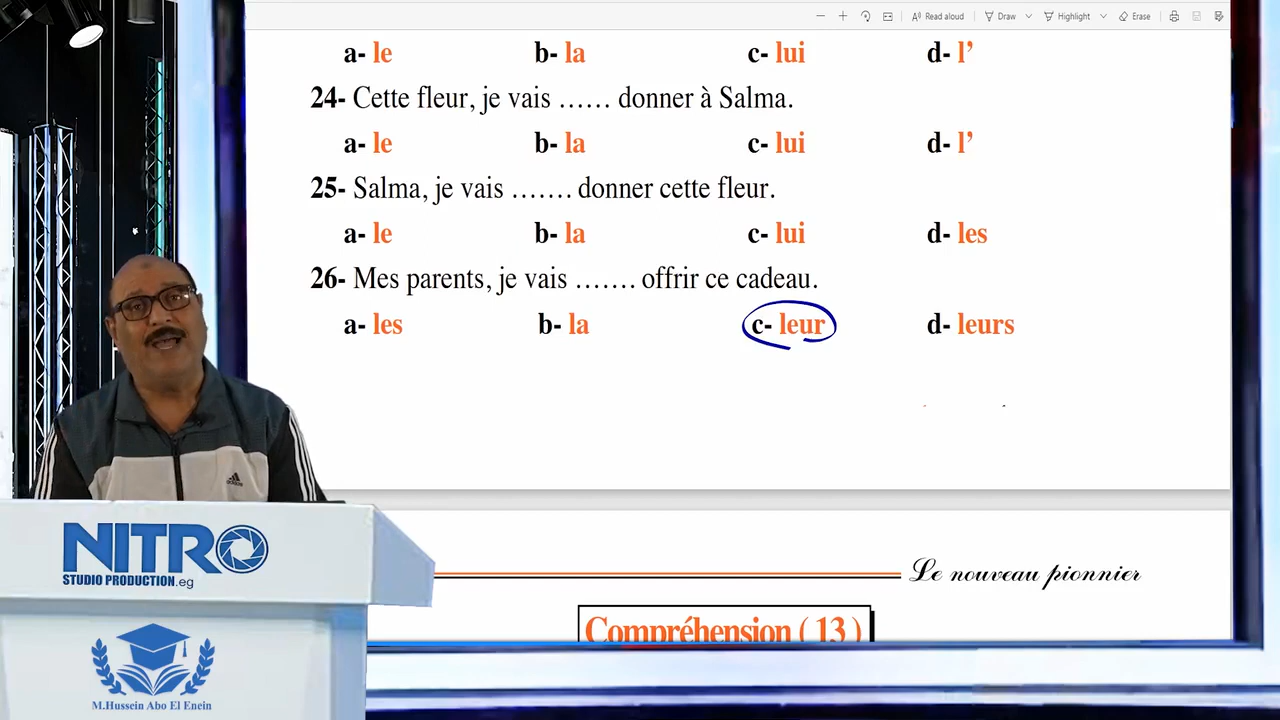 Read aloud Draw Highlight Erase
a- le b- la c- lui d- l’
24- Cette fleur, je vais ...... donner à Salma.
a- le b- la c- lui d- l’
25- Salma, je vais ....... donner cette fleur.
a- le b- la c- lui d- les
26- Mes parents, je vais ....... offrir ce cadeau.
a- les b- la c- leur d- leurs
Le nouveau pionnier
Compréhension ( 13 )
adidas
NITRO
STUDIO PRODUCTION.eg
M.Hussein Abo El Enein